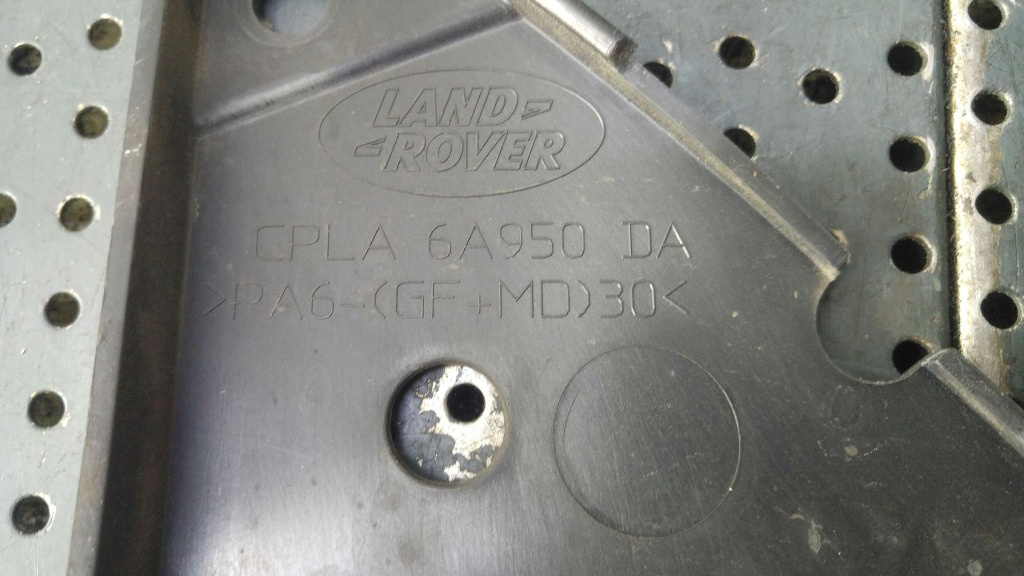 LAND
ROVER
CPLA 6A950 DA
>PA6-(GF+MD)30<